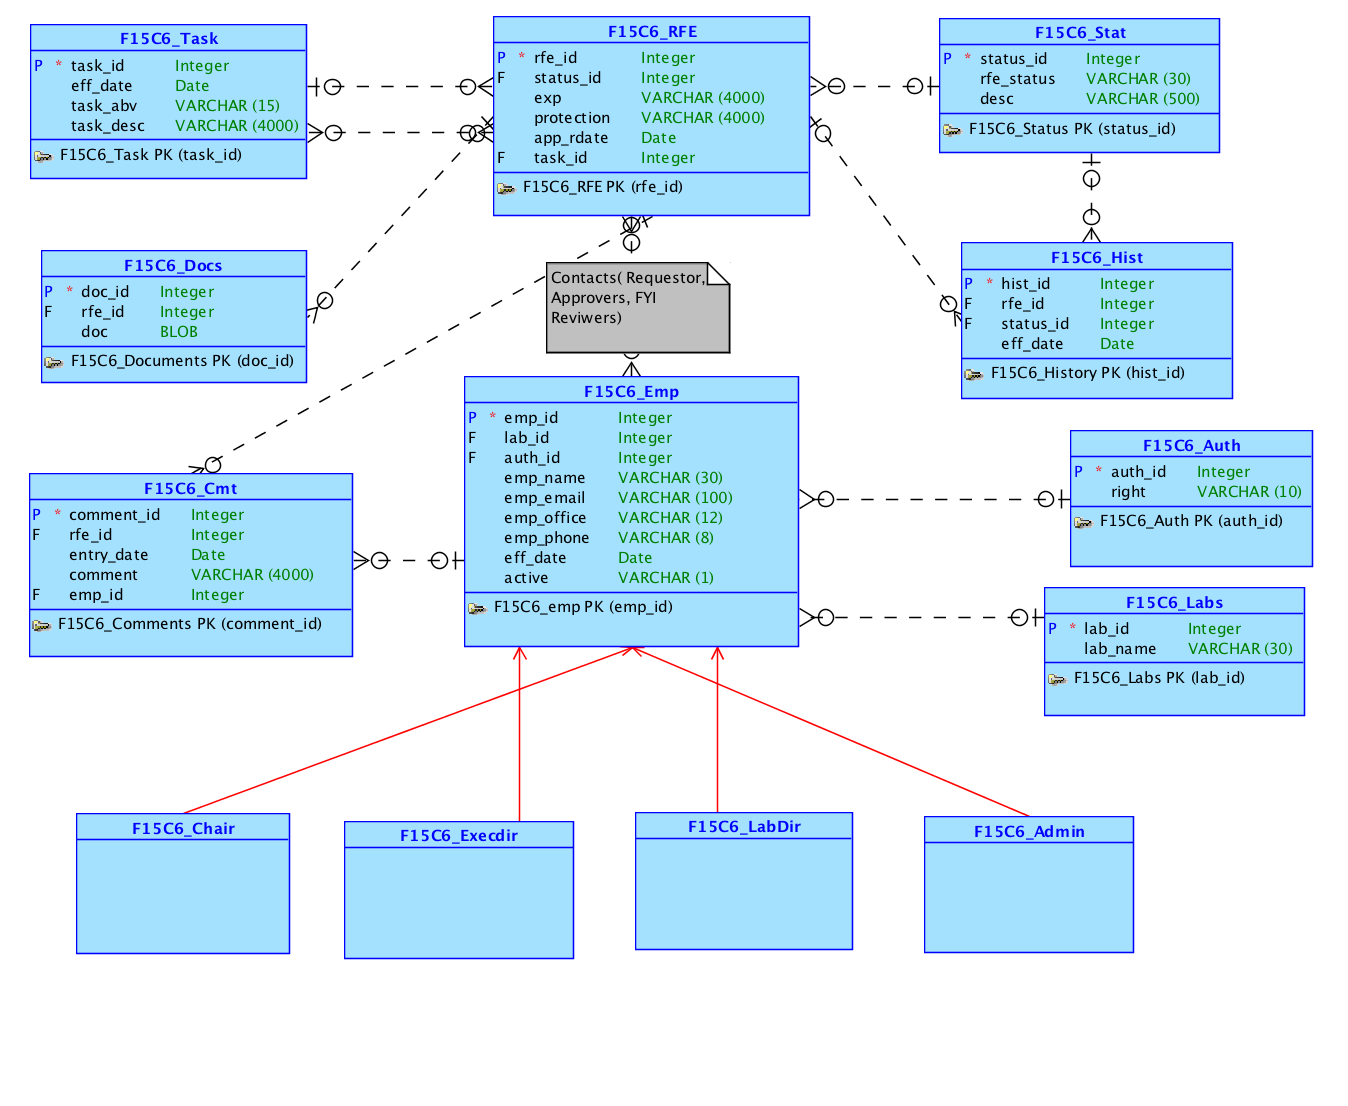 F15C6_Task
P * task_id Integer
eff_date Date
task_abv VARCHAR (15)
task_desc VARCHAR (4000)
F15C6_Task PK (task_id)
F15C6_RFE
P * rfe_id Integer
F status_id Integer
exp VARCHAR (4000)
protection VARCHAR (4000)
app_rdate Date
F task_id Integer
F15C6_RFE PK (rfe_id)
F15C6_Stat
P * status_id Integer
rfe_status VARCHAR (30)
desc VARCHAR (500)
F15C6_Status PK (status_id)
F15C6_Docs
P * doc_id Integer
F rfe_id Integer
doc BLOB
F15C6_Documents PK (doc_id)
Contacts( Requestor,
Approvers, FYI
Reviwers)
F15C6_Hist
P * hist_id Integer
F rfe_id Integer
F status_id Integer
eff_date Date
F15C6_History PK (hist_id)
F15C6_Emp
P * emp_id Integer
F lab_id Integer
F auth_id Integer
emp_name VARCHAR (30)
emp_email VARCHAR (100)
emp_office VARCHAR (12)
emp_phone VARCHAR (8)
eff_date Date
active VARCHAR (1)
F15C6_emp PK (emp_id)
F15C6_Auth
P * auth_id Integer
right VARCHAR (10)
F15C6_Auth PK (auth_id)
F15C6_Cmt
P * comment_id Integer
F rfe_id Integer
entry_date Date
comment VARCHAR (4000)
F emp_id Integer
F15C6_Comments PK (comment_id)
F15C6_Labs
P * lab_id Integer
lab_name VARCHAR (30)
F15C6_Labs PK (lab_id)
F15C6_Chair
F15C6_Execdir
F15C6_LabDir
F15C6_Admin